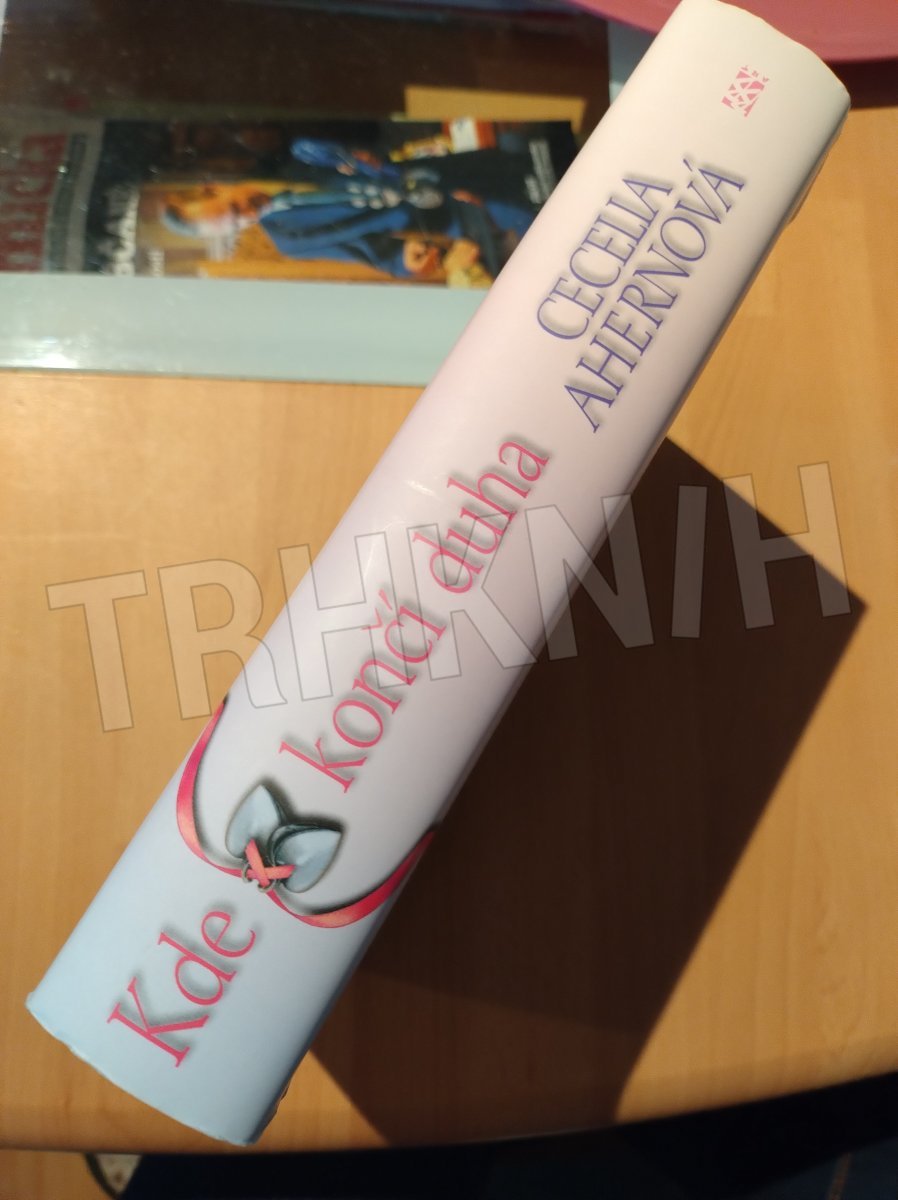 Kde
končí duha
CECELIA
AHERNOVÁ
TRHKNIH